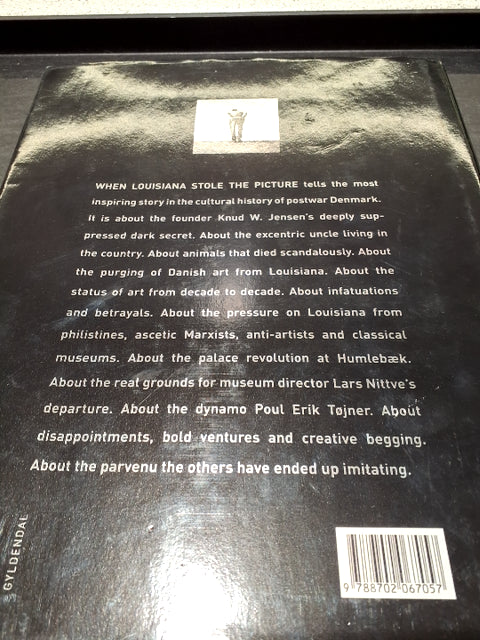 WHEN LOUISIANA STOLE THE PICTURE tells the most
inspiring story in the cultural history of postwar Denmark.
It is about the founder Knud W. Jensen's deeply sup-
pressed dark secret. About the excentric uncle living in
the country. About animals that died scandalously. About
the purging of Danish art from Louisiana. About the
status of art from decade to decade. About infatuations
and betrayals. About the pressure on Louisiana from
philistines, ascetic Marxists, anti-artists and classical
museums. About the palace revolution at Humlebæk.
About the real grounds for museum director Lars Nittve's
departure. About the dynamo Poul Erik Tøjner. About
disappointments, bold ventures and creative begging.
About the parvenu the others have ended up imitating.
GYLDENDAL
9 788702 067057